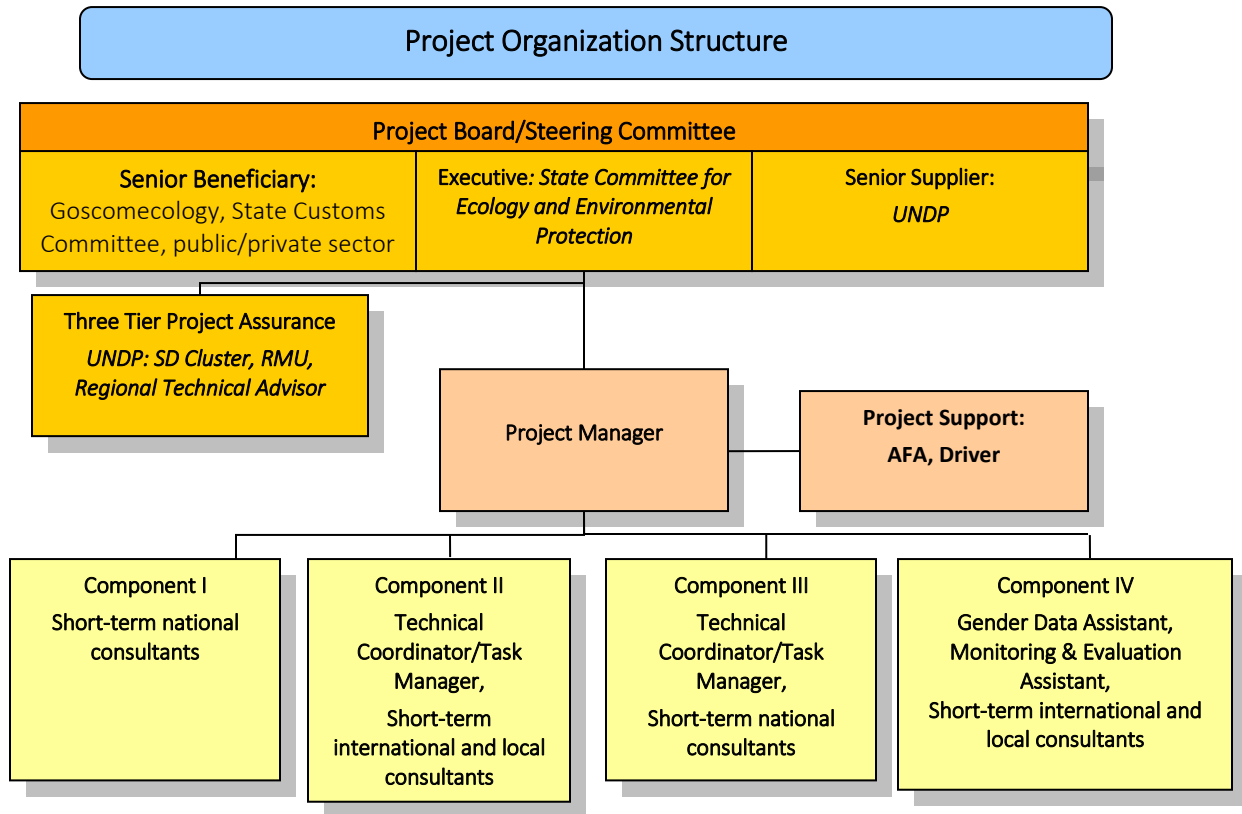 Project Organization Structure
Project Board/Steering Committee
Senior Beneficiary:
Goscomecology, State Customs
Committee, public/private sector
Executive: State Committee for
Ecology and Environmental
Protection
Senior Supplier:
UNDP
Three Tier Project Assurance
UNDP: SD Cluster, RMU,
Regional Technical Advisor
Project Manager
Project Support:
AFA, Driver
Component I
Short-term national
consultants
Component II
Technical
Coordinator/Task
Manager,
Short-term
international and local
consultants
Component III
Technical
Coordinator/Task
Manager,
Short-term national
consultants
Component IV
Gender Data Assistant,
Monitoring & Evaluation
Assistant,
Short-term international and
local consultants